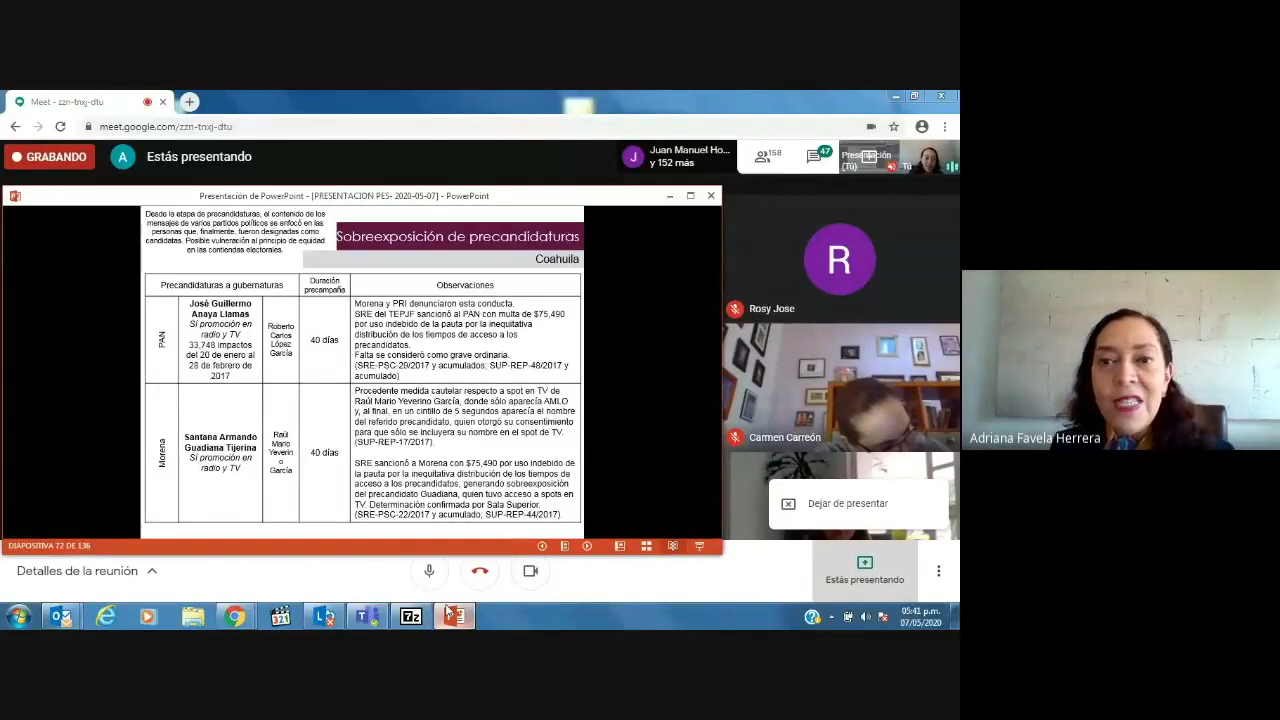 Meet - zzn-tnxj-dtu
meet.google.com/zzn-tnxj-dtu
GRABANDO
A
Estás presentando
J
Juan Manuel Ho...
y 152 más
158
47
Presentación
(Tú)
Tú
Presentación de PowerPoint - [PRESENTACION PES- 2020-05-07] - PowerPoint
Desde la etapa de precandidaturas, el contenido de los
mensajes de varios partidos políticos se enfocó en las
personas que, finalmente, fueron designadas como
candidatas. Posible vulneración al principio de equidad
en las contiendas electorales.
Sobreexposición de precandidaturas
Coahuila
Precandidaturas a gubernaturas
Duración
precampaña
Observaciones
PAN
José Guillermo
Anaya Llamas
Sí promoción en
radio y TV
33,748 impactos
del 20 de enero al
28 de febrero de
2017
Roberto
Carlos
López
García
40 días
Morena y PRI denunciaron esta conducta.
SRE del TEPJF sancionó al PAN con multa de $75,490
por uso indebido de la pauta por la inequitativa
distribución de los tiempos de acceso a los
precandidatos.
Falta se consideró como grave ordinaria.
(SRE-PSC-29/2017 y acumulados; SUP-REP-48/2017 y
acumulado)
Morena
Santana Armando
Guadiana Tijerina
Sí promoción en
radio y TV
Raúl
Mario
Yeverin
o
García
40 días
Procedente medida cautelar respecto a spot en TV de
Raúl Mario Yeverino García, donde sólo aparecía AMLO
y, al final, en un cintillo de 5 segundos aparecía el nombre
del referido precandidato, quien otorgó su consentimiento
para que sólo se incluyera su nombre en el spot de TV.
(SUP-REP-17/2017).
SRE sancionó a Morena con $75,490 por uso indebido de
la pauta por la inequitativa distribución de los tiempos de
acceso a los precandidatos, generando sobreexposición
del precandidato Guadiana, quien tuvo acceso a spots en
TV. Determinación confirmada por Sala Superior.
(SRE-PSC-22/2017 y acumulado; SUP-REP-44/2017).
DIAPOSITIVA 72 DE 136
R
Rosy Jose
Carmen Carreón
Dejar de presentar
Adriana Favela Herrera
Detalles de la reunión
Estás presentando
321
7z
05:41 p.m.
07/05/2020